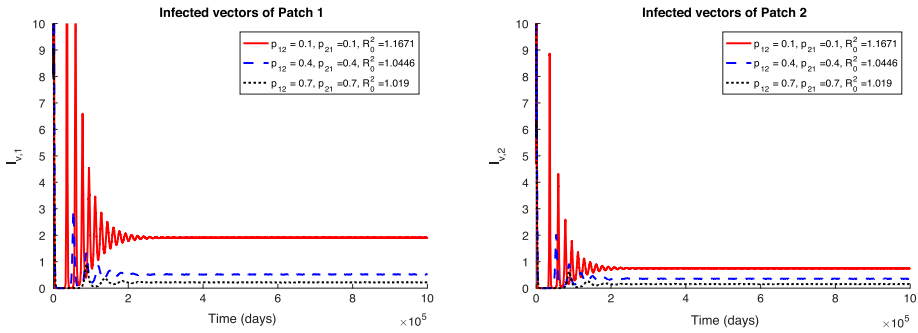 Infected vectors of Patch 1
p12 = 0.1, p21 =0.1, R0^2=1.1671
p12 = 0.4, p21 =0.4, R0^2=1.0446
p12 = 0.7, p21 =0.7, R0^2=1.019
10
9
8
7
6
5
4
3
2
1
0
Iv,1
0 2 4 6 8 10
Time (days)
×10^5
Infected vectors of Patch 2
p12 = 0.1, p21 =0.1, R0^2=1.1671
p12 = 0.4, p21 =0.4, R0^2=1.0446
p12 = 0.7, p21 =0.7, R0^2=1.019
10
9
8
7
6
5
4
3
2
1
0
Iv,2
0 2 4 6 8 10
Time (days)
×10^5